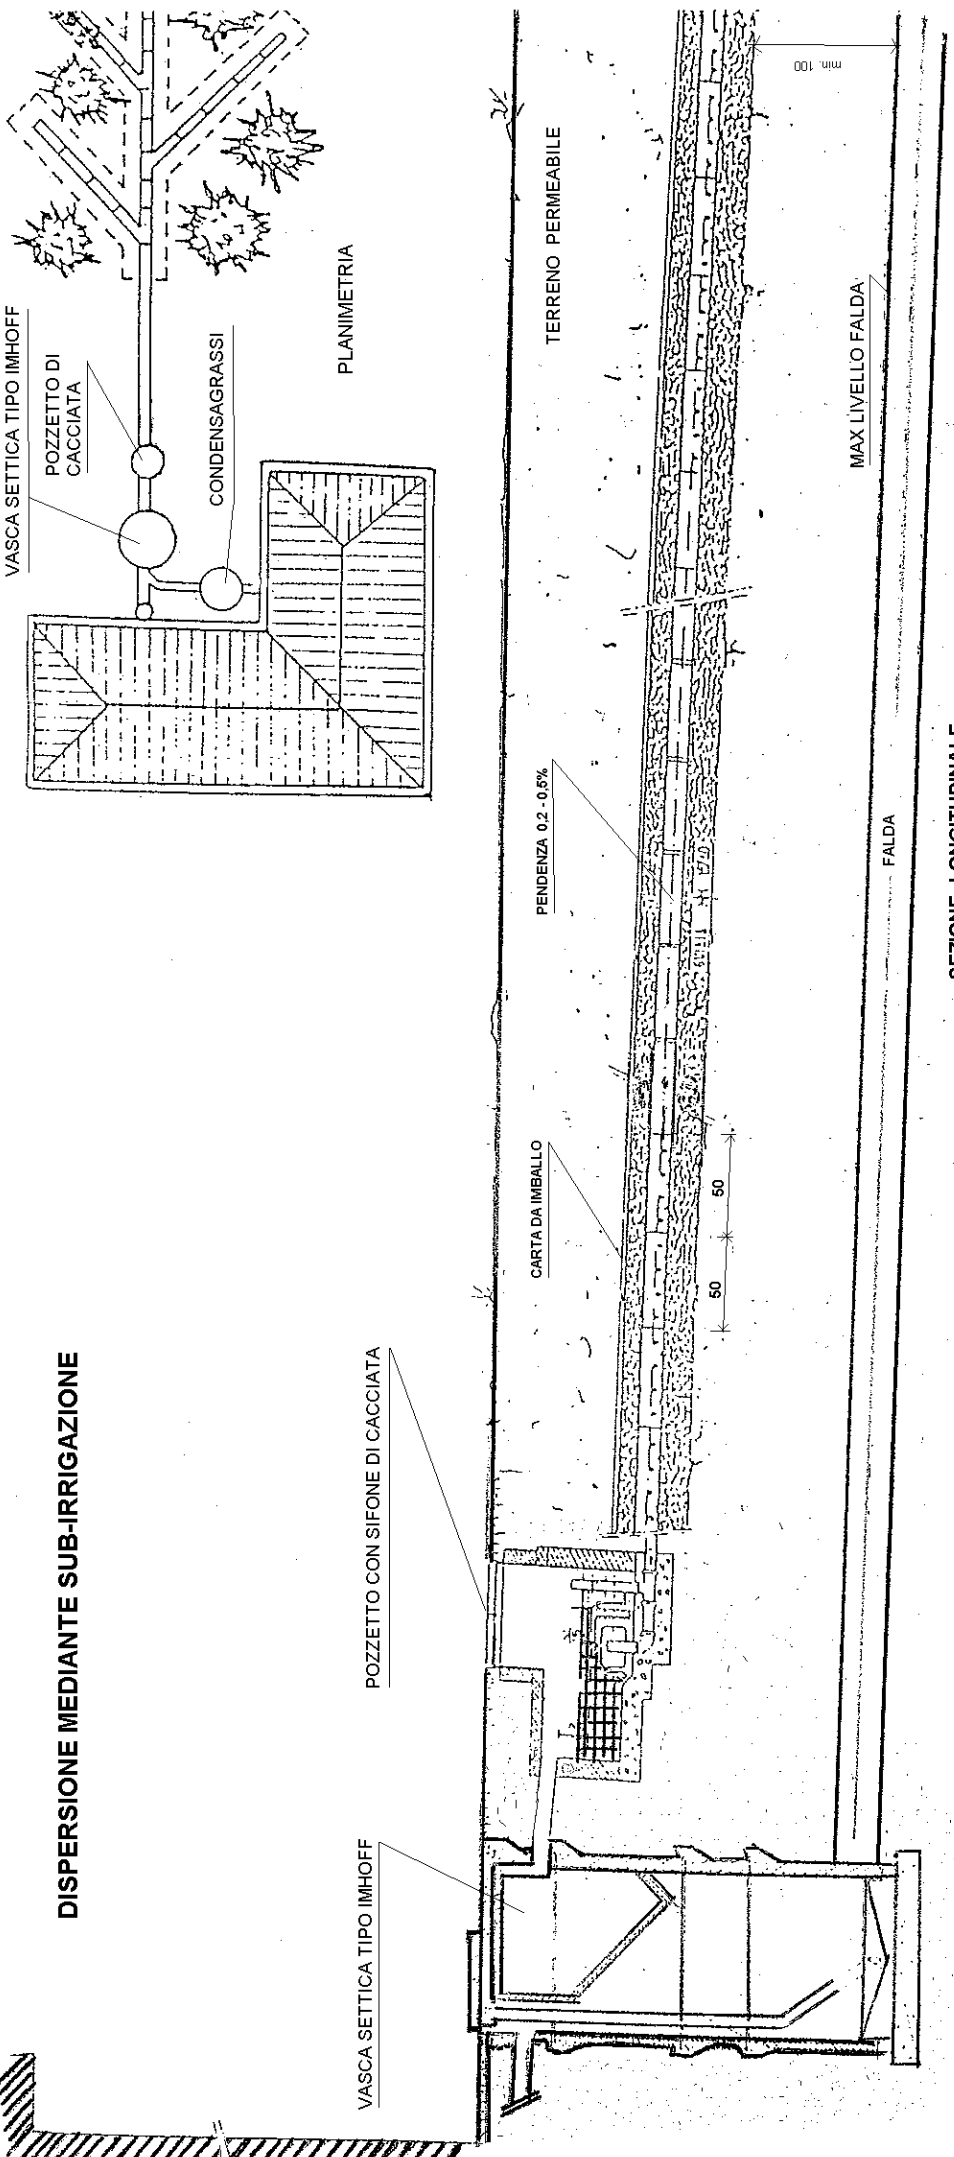 DISPERSIONE MEDIANTE SUB-IRRIGAZIONE
VASCA SETTICA TIPO IMHOFF
POZZETTO DI
CACCIATA
CONDENSAGRASSI
PLANIMETRIA
VASCA SETTICA TIPO IMHOFF
POZZETTO CON SIFONE DI CACCIATA
CARTA DA IMBALLO
PENDENZA 0,2 - 0,5%
TERRENO PERMEABILE
50
50
min. 100
MAX LIVELLO FALDA
FALDA
SEZIONE LONGITUDINALE